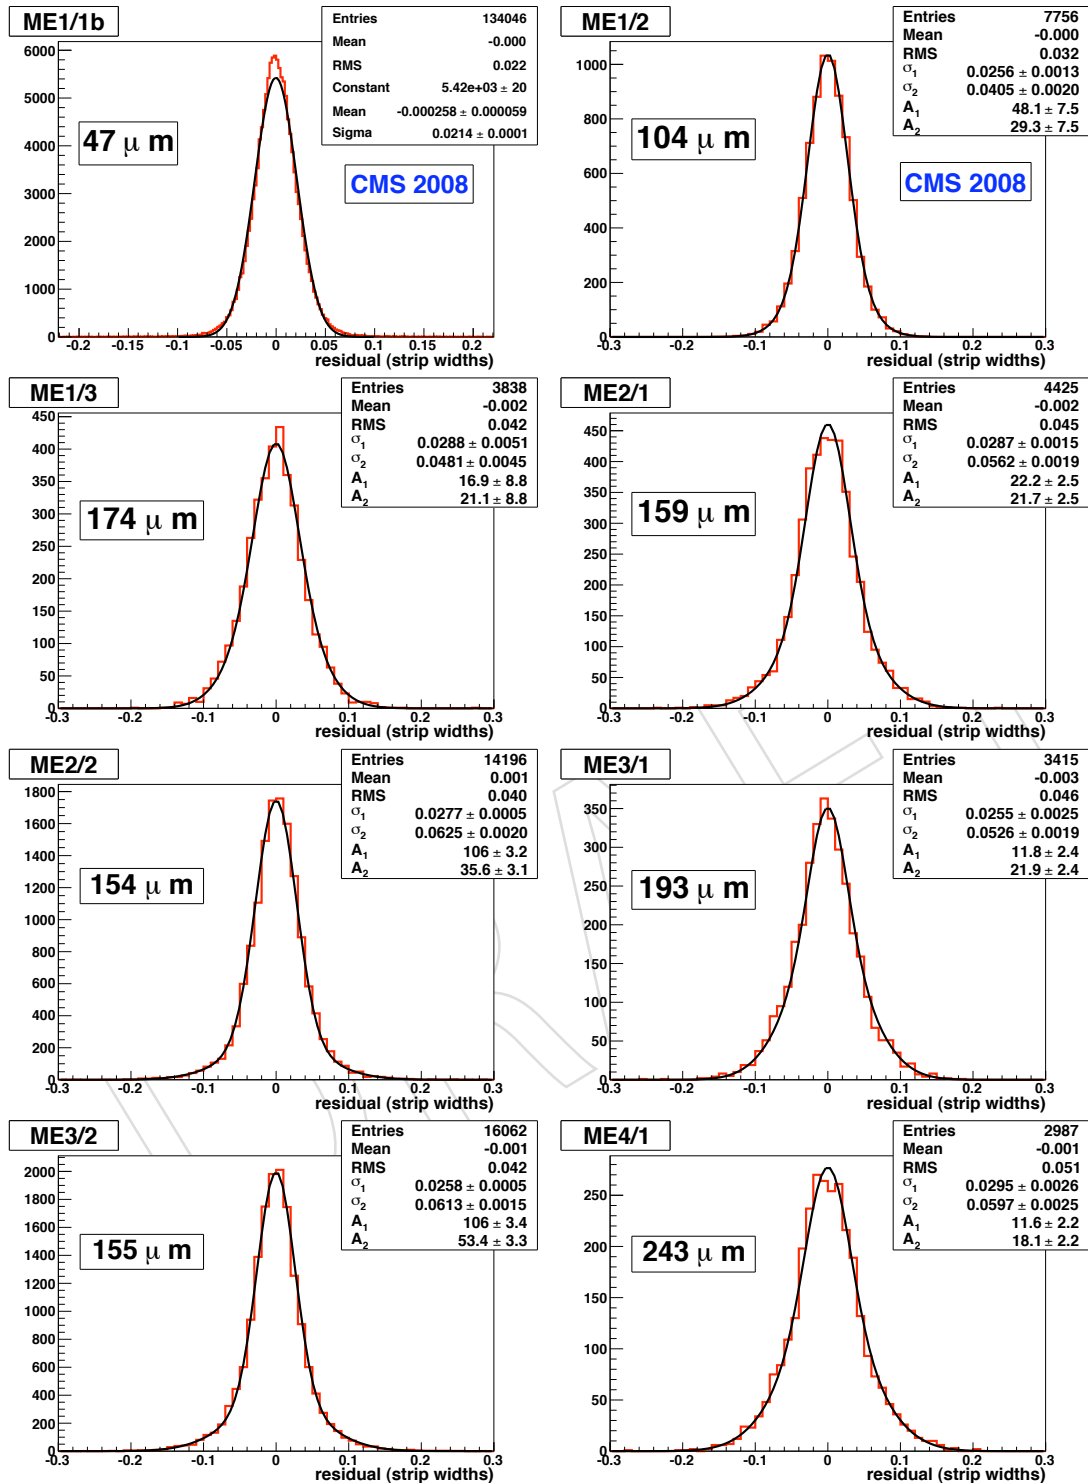 ME1/1b
Entries 134046
Mean -0.000
RMS 0.022
Constant 5.42e+03 ± 20
Mean -0.000258 ± 0.000059
Sigma 0.0214 ± 0.0001
47 μ m
CMS 2008
6000
5000
4000
3000
2000
1000
0
-0.2 -0.15 -0.1 -0.05 0 0.05 0.1 0.15 0.2
residual (strip widths)
ME1/2
Entries 7756
Mean -0.000
RMS 0.032
σ1 0.0256 ± 0.0013
σ2 0.0405 ± 0.0020
A1 48.1 ± 7.5
A2 29.3 ± 7.5
104 μ m
CMS 2008
1000
800
600
400
200
0
-0.3 -0.2 -0.1 0 0.1 0.2 0.3
residual (strip widths)
ME1/3
Entries 3838
Mean -0.002
RMS 0.042
σ1 0.0288 ± 0.0051
σ2 0.0481 ± 0.0045
A1 16.9 ± 8.8
A2 21.1 ± 8.8
174 μ m
450
400
350
300
250
200
150
100
50
0
-0.3 -0.2 -0.1 0 0.1 0.2 0.3
residual (strip widths)
ME2/1
Entries 4425
Mean -0.002
RMS 0.045
σ1 0.0287 ± 0.0015
σ2 0.0562 ± 0.0019
A1 22.2 ± 2.5
A2 21.7 ± 2.5
159 μ m
450
400
350
300
250
200
150
100
50
0
-0.3 -0.2 -0.1 0 0.1 0.2 0.3
residual (strip widths)
ME2/2
Entries 14196
Mean 0.001
RMS 0.040
σ1 0.0277 ± 0.0005
σ2 0.0625 ± 0.0020
A1 106 ± 3.2
A2 35.6 ± 3.1
154 μ m
1800
1600
1400
1200
1000
800
600
400
200
0
-0.3 -0.2 -0.1 0 0.1 0.2 0.3
residual (strip widths)
ME3/1
Entries 3415
Mean -0.003
RMS 0.046
σ1 0.0255 ± 0.0025
σ2 0.0526 ± 0.0019
A1 11.8 ± 2.4
A2 21.9 ± 2.4
193 μ m
350
300
250
200
150
100
50
0
-0.3 -0.2 -0.1 0 0.1 0.2 0.3
residual (strip widths)
ME3/2
Entries 16062
Mean -0.001
RMS 0.042
σ1 0.0258 ± 0.0005
σ2 0.0613 ± 0.0015
A1 106 ± 3.4
A2 53.4 ± 3.3
155 μ m
2000
1800
1600
1400
1200
1000
800
600
400
200
0
-0.3 -0.2 -0.1 0 0.1 0.2 0.3
residual (strip widths)
ME4/1
Entries 2987
Mean -0.001
RMS 0.051
σ1 0.0295 ± 0.0026
σ2 0.0597 ± 0.0025
A1 11.6 ± 2.2
A2 18.1 ± 2.2
243 μ m
250
200
150
100
50
0
-0.3 -0.2 -0.1 0 0.1 0.2 0.3
residual (strip widths)